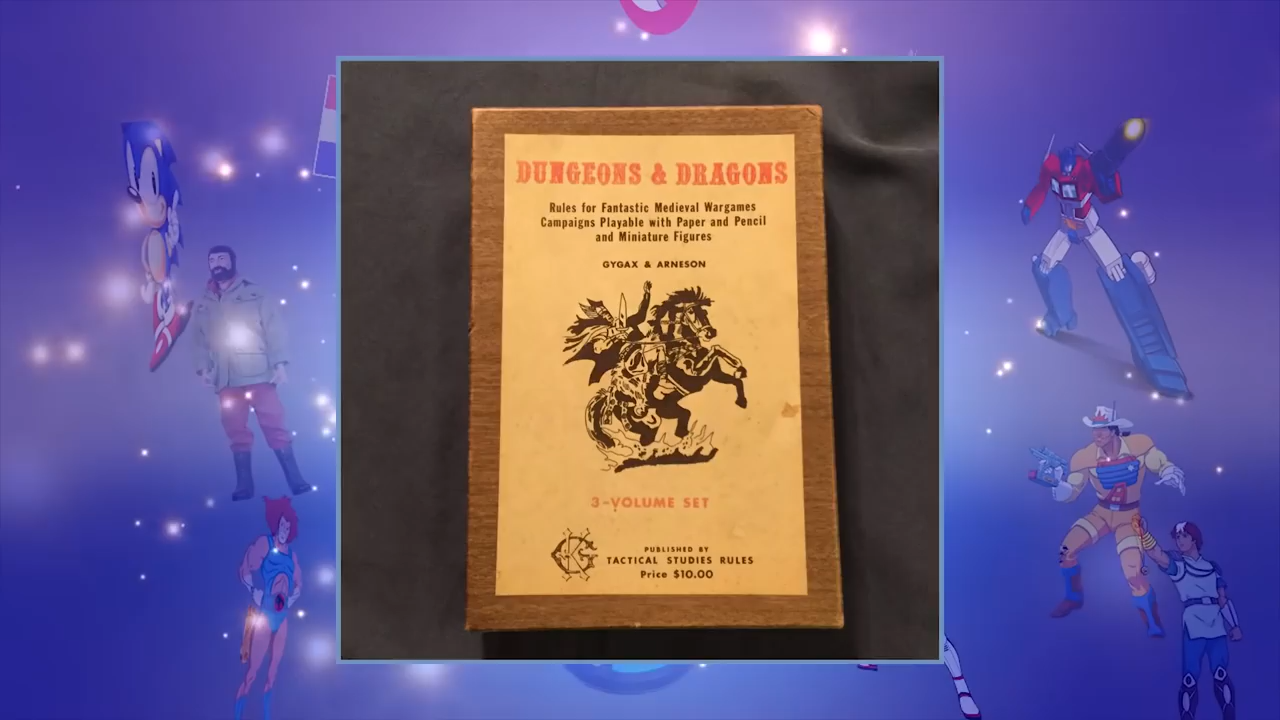 DUNGEONS & DRAGONS
Rules for Fantastic Medieval Wargames
Campaigns Playable with Paper and Pencil
and Miniature Figures
GYGAX & ARNESON
3-VOLUME SET
PUBLISHED BY
TACTICAL STUDIES RULES
Price $10.00